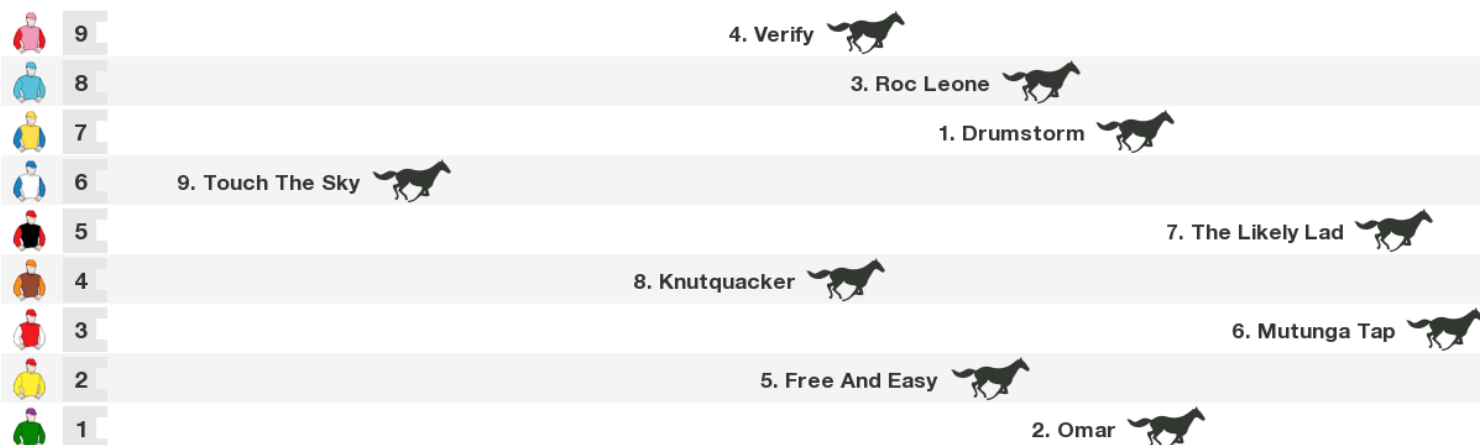 9 4. Verify
8 3. Roc Leone
7 1. Drumstorm
6 9. Touch The Sky
5 7. The Likely Lad
4 8. Knutquacker
3 6. Mutunga Tap
2 5. Free And Easy
1 2. Omar